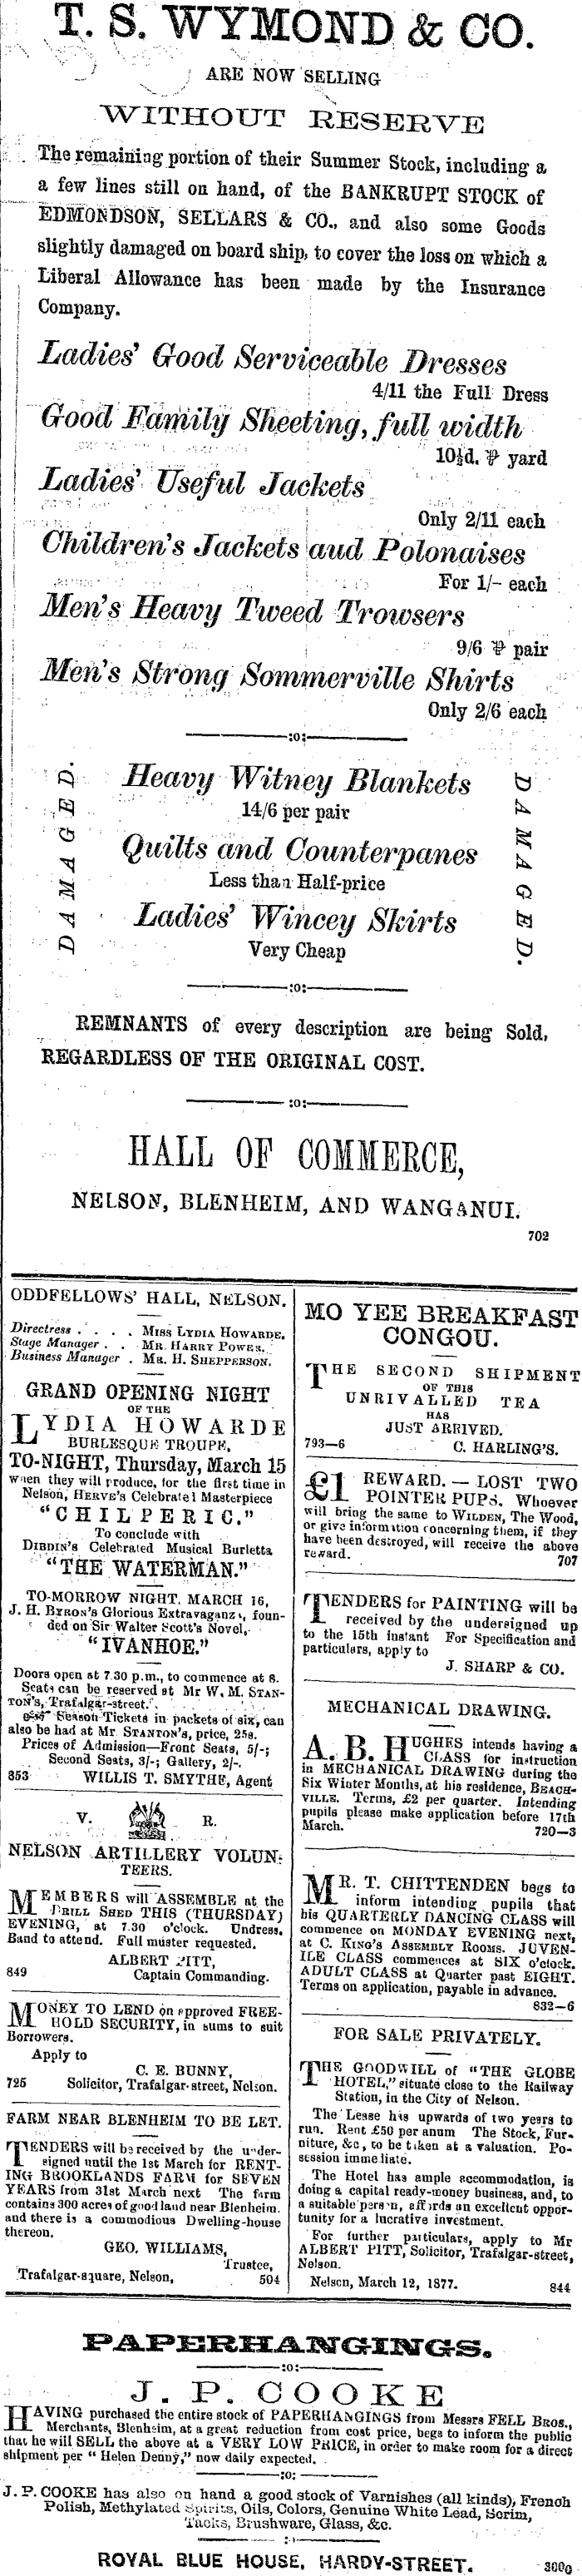 T. S. WYMOND & CO.
ARE NOW SELLING
WITHOUT RESERVE
The remaining portion of their Summer Stock, including a
a few lines still on hand, of the BANKRUPT STOCK of
EDMONDSON, SELLARS & CO., and also some Goods
slightly damaged on board ship, to cover the loss on which a
Liberal Allowance has been made by the Insurance
Company.
Ladies' Good Serviceable Dresses
4/11 the Full Dress
Good Family Sheeting, full width
10½d. ⅌ yard
Ladies' Useful Jackets
Only 2/11 each
Children's Jackets aud Polonaises
For 1/- each
Men's Heavy Tweed Trowsers
9/6 ⅌ pair
Men's Strong Sommerville Shirts
Only 2/6 each
:o:
DAMAGED.
Heavy Witney Blankets
14/6 per pair
Quilts and Counterpanes
Less than Half-price
Ladies' Wincey Skirts
Very Cheap
DAMAGED.
:o:
REMNANTS of every description are being Sold,
REGARDLESS OF THE ORIGINAL COST.
:o:
HALL OF COMMERCE,
NELSON, BLENHEIM, AND WANGANUI.
702
ODDFELLOWS' HALL, NELSON.
Directress . . . . MISS LYDIA HOWARDE.
Stage Manager . . MR. HARRY POWER.
Business Manager . MR. H. SHEPPERSON.
GRAND OPENING NIGHT
OF THE
LYDIA HOWARDE
BURLESQUE TROUPE,
TO-NIGHT, Thursday, March 15
when they will produce, for the first time in
Nelson, HERVE's Celebrated Masterpiece
"CHILPERIC."
To conclude with
DIBDIN's Celebrated Musical Burletta
"THE WATERMAN."
TO-MORROW NIGHT, MARCH 16,
J. H. BYRON's Glorious Extravaganza, foun-
ded on Sir Walter Scott's Novel,
"IVANHOE."
Doors open at 7.30 p.m., to commence at 8.
Seats can be reserved at Mr W. M. STAN-
TON's, Trafalgar-street.
☞ Season Tickets in packets of six, can
also be had at Mr. STANTON's, price, 25s.
Prices of Admission—Front Seats, 5/-;
Second Seats, 3/-; Gallery, 2/-.
853 WILLIS T. SMYTHE, Agent
V. R.
NELSON ARTILLERY VOLUN-
TEERS.
MEMBERS will ASSEMBLE at the
DRILL SHED THIS (THURSDAY)
EVENING, at 7.30 o'clock. Undress.
Band to attend. Full muster requested.
ALBERT PITT,
849 Captain Commanding.
MONEY TO LEND on approved FREE-
HOLD SECURITY, in sums to suit
Borrowers.
Apply to
C. E. BUNNY,
725 Solicitor, Trafalgar-street, Nelson.
FARM NEAR BLENHEIM TO BE LET.
TENDERS will be received by the under-
signed until the 1st March for RENT-
ING BROOKLANDS FARM for SEVEN
YEARS from 31st March next The farm
contains 300 acres of good land near Blenheim.
and there is a commodious Dwelling-house
thereon.
GEO. WILLIAMS,
Trustee,
Trafalgar-square, Nelson. 504
MO YEE BREAKFAST
CONGOU.
THE SECOND SHIPMENT
OF THIS
UNRIVALLED TEA
HAS
JUST ARRIVED.
793—6 C. HARLING'S.
£1 REWARD. — LOST TWO
POINTER PUPS. Whoever
will bring the same to WILDEN, The Wood,
or give information concerning them, if they
have been destroyed, will receive the above
reward. 707
TENDERS for PAINTING will be
received by the undersigned up
to the 15th instant For Specification and
particulars, apply to
J. SHARP & CO.
MECHANICAL DRAWING.
A. B. HUGHES intends having a
CLASS for instruction
in MECHANICAL DRAWING during the
Six Winter Months, at his residence, BEACH-
VILLE. Terms, £2 per quarter. Intending
pupils please make application before 17th
March. 720—3
MR. T. CHITTENDEN begs to
inform intending pupils that
his QUARTERLY DANCING CLASS will
commence on MONDAY EVENING next,
at C. KING'S ASSEMBLY ROOMS. JUVEN-
ILE CLASS commences at SIX o'clock.
ADULT CLASS at Quarter past EIGHT.
Terms on application, payable in advance.
832—6
FOR SALE PRIVATELY.
THE GOODWILL of "THE GLOBE
HOTEL," situate close to the Railway
Station, in the City of Nelson.
The Lease has upwards of two years to
run. Rent £50 per anum The Stock, Fur-
niture, &c, to be taken at a valuation. Po-
session immediate.
The Hotel has ample accommodation, is
doing a capital ready-money business, and, to
a suitable person, affords an excellent oppor-
tunity for a lucrative investment.
For further particulars, apply to Mr
ALBERT PITT, Solicitor, Trafalgar-street,
Nelson.
Nelson, March 12, 1877. 844
PAPERHANGINGS.
:o:
J. P. COOKE
HAVING purchased the entire stock of PAPERHANGINGS from Messrs FELL BROS.,
Merchants, Blenheim, at a great reduction from cost price, begs to inform the public
that he will SELL the above at a VERY LOW PRICE, in order to make room for a direct
shipment per "Helen Denny," now daily expected.
:o:
J. P. COOKE has also on hand a good stock of Varnishes (all kinds), French
Polish, Methylated Spirits, Oils, Colors, Genuine White Lead, Scrim,
Tacks, Brushware, Glass, &c.
ROYAL BLUE HOUSE, HARDY-STREET. 3000